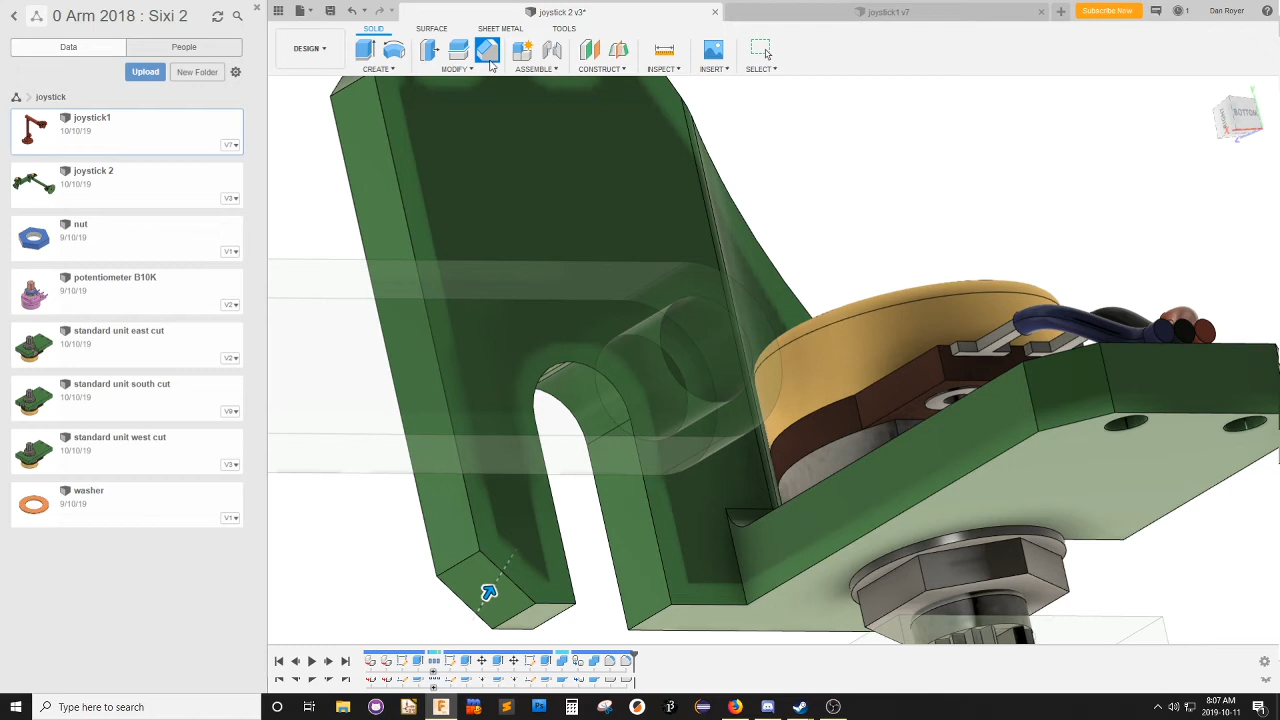 0 Arm 2018 : Sixi 2
joystick 2 v3*
joystick1 v7
Subscribe Now
1
Dan Royer
Data
People
SOLID
SURFACE
SHEET METAL
TOOLS
DESIGN
CREATE
MODIFY
ASSEMBLE
CONSTRUCT
INSPECT
INSERT
SELECT
Upload
New Folder
joystick
joystick1
10/10/19
V7
joystick 2
10/10/19
V3
nut
9/10/19
V1
potentiometer B10K
9/10/19
V2
standard unit east cut
10/10/19
V2
standard unit south cut
10/10/19
V9
standard unit west cut
10/10/19
V3
washer
9/10/19
V1
BOTTOM
Type here to search
8:07 AM
2019-10-11